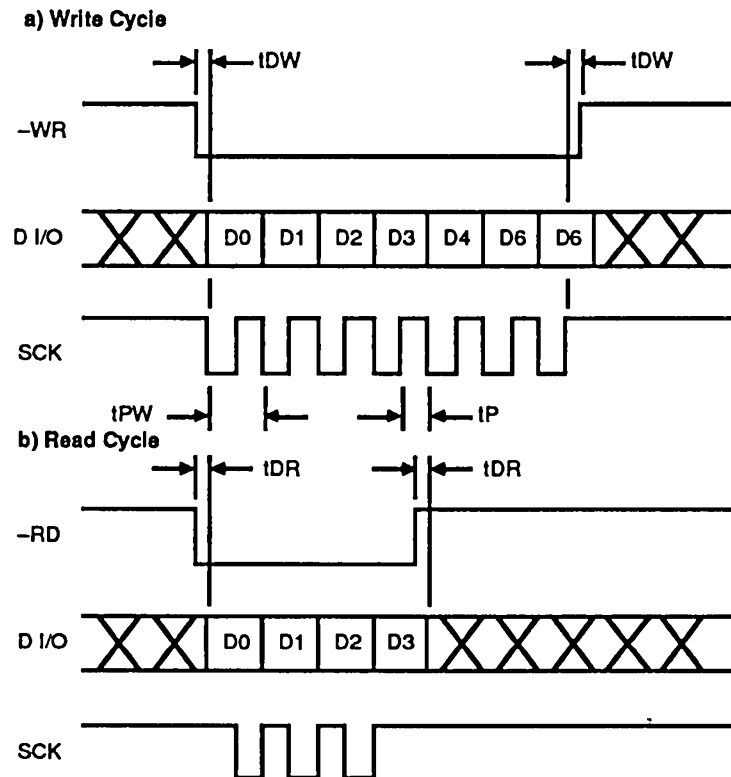 a) Write Cycle
tDW tDW
–WR
D I/O D0 D1 D2 D3 D4 D6 D6
SCK
tPW tP
b) Read Cycle
tDR tDR
–RD
D I/O D0 D1 D2 D3
SCK